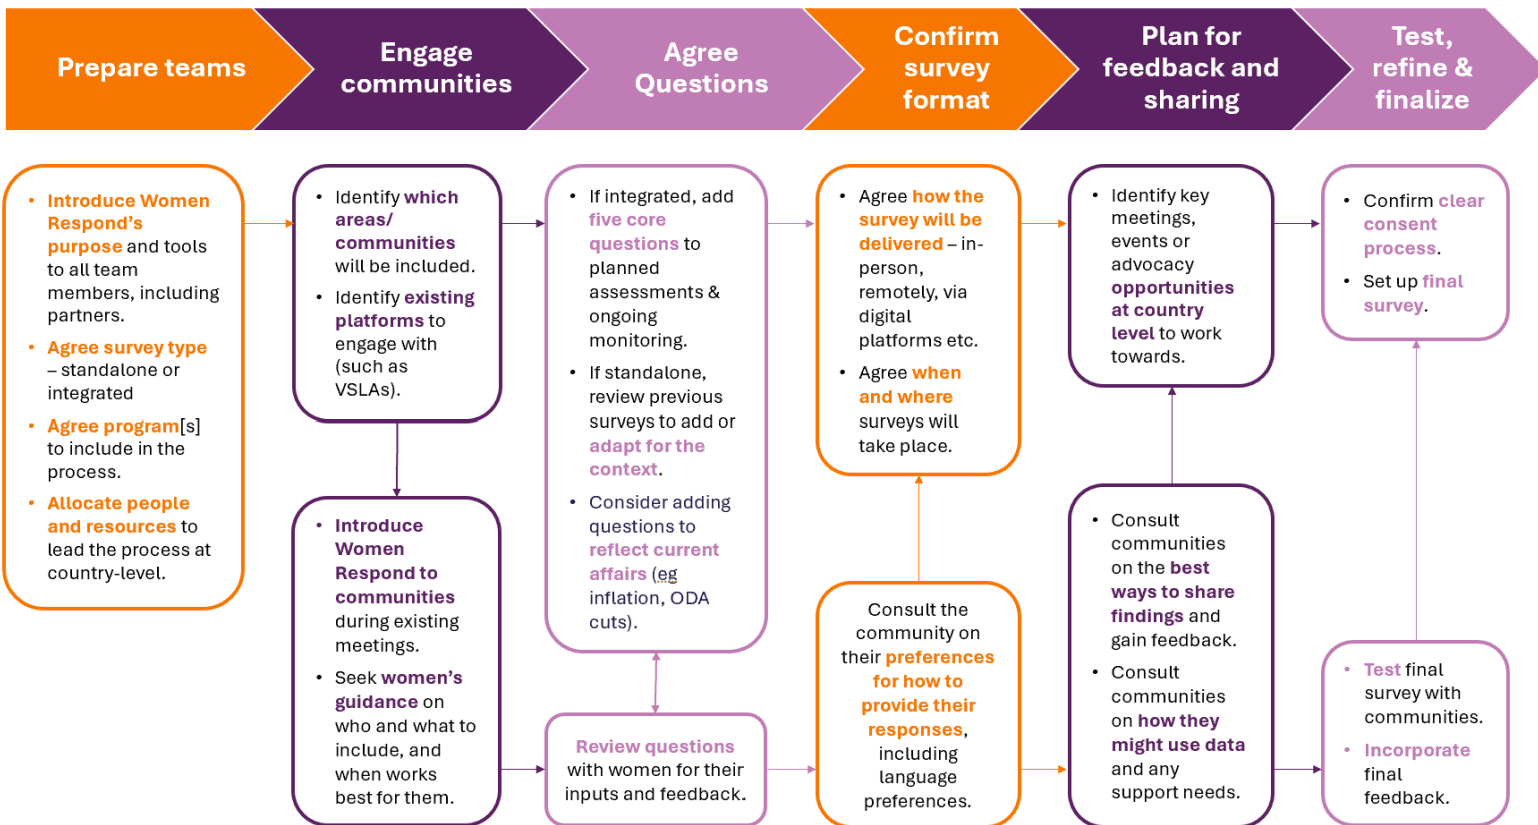 Prepare teams
Engage
communities
Agree
Questions
Confirm
survey
format
Plan for
feedback and
sharing
Test,
refine &
finalize
• Introduce Women
Respond's
purpose and tools
to all team
members, including
partners.
• Agree survey type
– standalone or
integrated
• Agree program[s]
to include in the
process.
• Allocate people
and resources to
lead the process at
country-level.
• Identify which
areas/
communities
will be included.
• Identify existing
platforms to
engage with
(such as
VSLAs).
• Introduce
Women
Respond to
communities
during existing
meetings.
• Seek women's
guidance on
who and what to
include, and
when works
best for them.
• If integrated, add
five core
questions to
planned
assessments &
ongoing
monitoring.
• If standalone,
review previous
surveys to add or
adapt for the
context.
• Consider adding
questions to
reflect current
affairs (eg
inflation, ODA
cuts).
Review questions
with women for their
inputs and feedback.
• Agree how the
survey will be
delivered – in-
person,
remotely, via
digital
platforms etc.
• Agree when
and where
surveys will
take place.
Consult the
community on
their preferences
for how to
provide their
responses,
including
language
preferences.
• Identify key
meetings,
events or
advocacy
opportunities
at country
level to work
towards.
• Consult
communities
on the best
ways to share
findings and
gain feedback.
• Consult
communities
on how they
might use data
and any
support needs.
• Confirm clear
consent
process.
• Set up final
survey.
• Test final
survey with
communities.
• Incorporate
final
feedback.